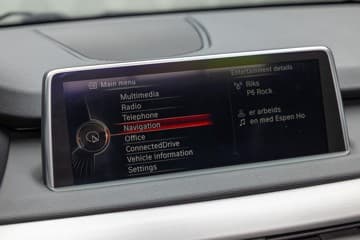 Main menu
Multimedia
Radio
Telephone
Navigation
Office
ConnectedDrive
Vehicle information
Settings
Entertainment details
Riks
P6 Rock
er arbeids
en med Espen Ho